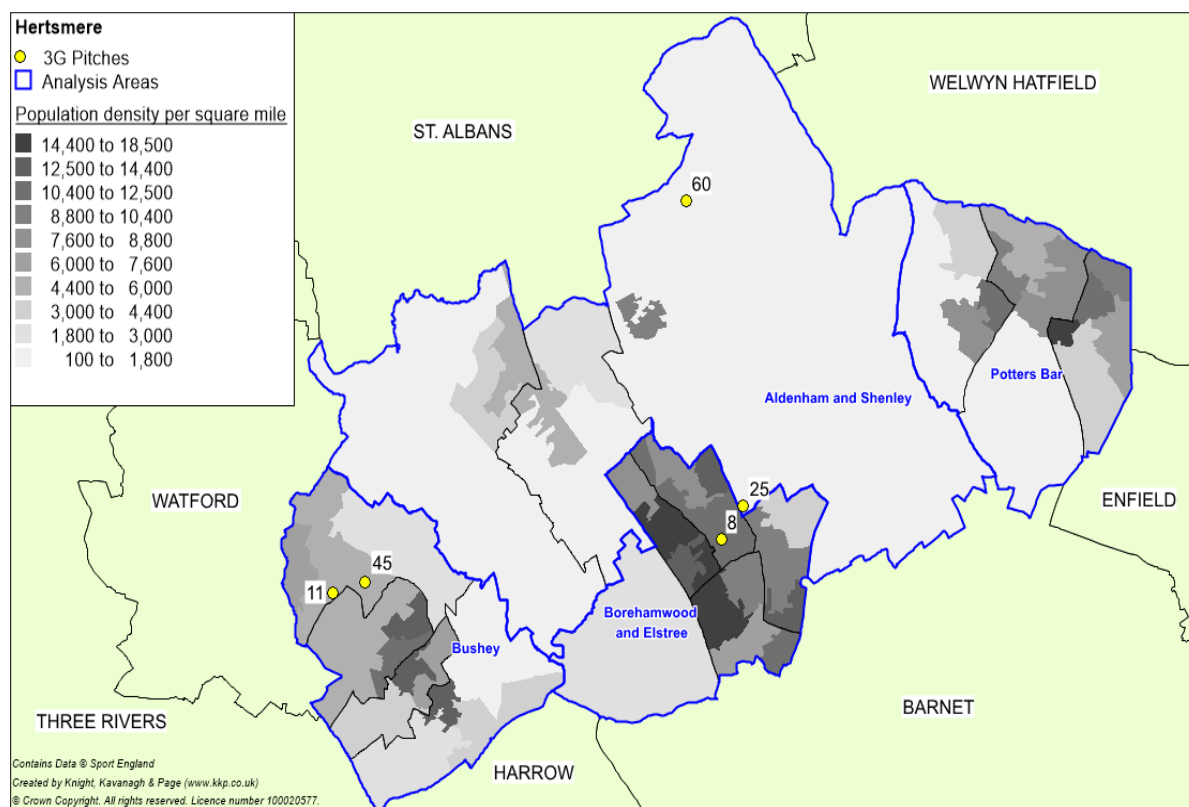 Hertsmere
3G Pitches
Analysis Areas
Population density per square mile
14,400 to 18,500
12,500 to 14,400
10,400 to 12,500
8,800 to 10,400
7,600 to 8,800
6,000 to 7,600
4,400 to 6,000
3,000 to 4,400
1,800 to 3,000
100 to 1,800
WELWYN HATFIELD
ST. ALBANS
60
Potters Bar
Aldenham and Shenley
WATFORD
25
ENFIELD
8
45
11
Borehamwood
and Elstree
Bushey
BARNET
THREE RIVERS
HARROW
Contains Data © Sport England
Created by Knight, Kavanagh & Page (www.kkp.co.uk)
© Crown Copyright. All rights reserved. Licence number 100020577.